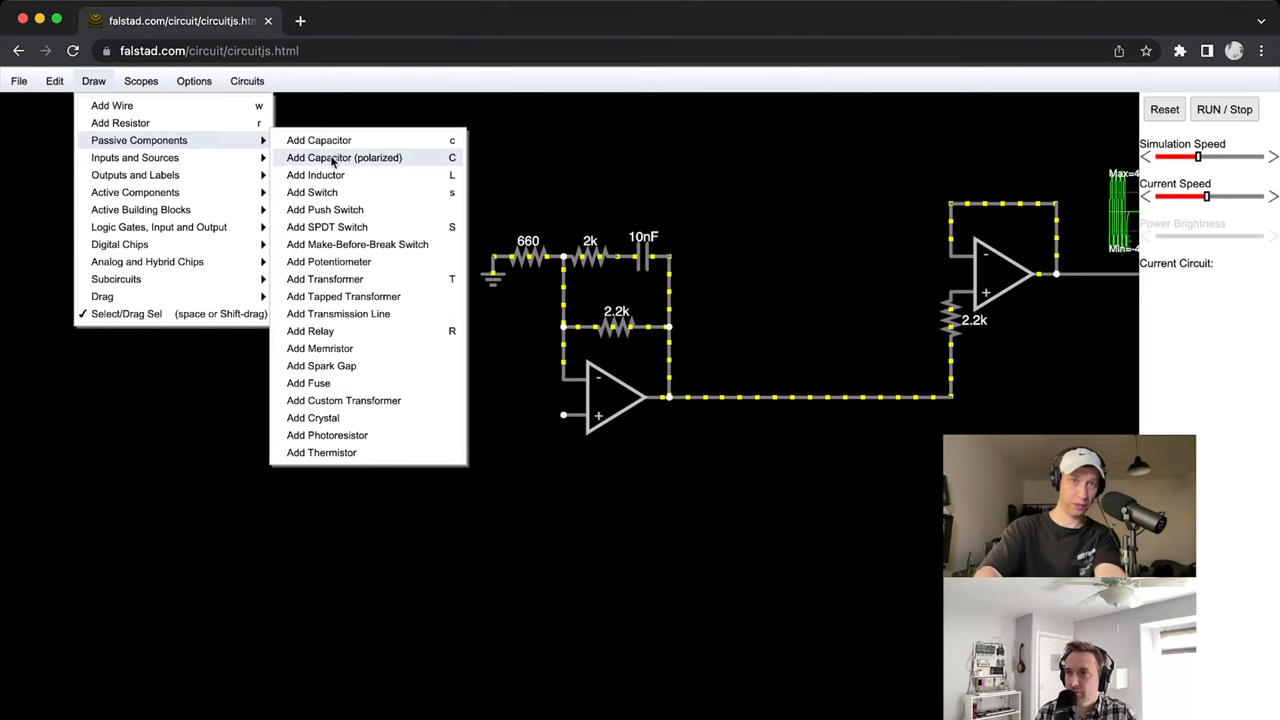 falstad.com/circuit/circuitjs.htm
falstad.com/circuit/circuitjs.html
File Edit Draw Scopes Options Circuits
Add Wire w
Add Resistor r
Passive Components
Inputs and Sources
Outputs and Labels
Active Components
Active Building Blocks
Logic Gates, Input and Output
Digital Chips
Analog and Hybrid Chips
Subcircuits
Drag
✓ Select/Drag Sel (space or Shift-drag)
Add Capacitor c
Add Capacitor (polarized) C
Add Inductor L
Add Switch s
Add Push Switch
Add SPDT Switch S
Add Make-Before-Break Switch
Add Potentiometer
Add Transformer T
Add Tapped Transformer
Add Transmission Line
Add Relay R
Add Memristor
Add Spark Gap
Add Fuse
Add Custom Transformer
Add Crystal
Add Photoresistor
Add Thermistor
660 2k 10nF
2.2k
-
+
-
+
2.2k
Max=4
Min=-4
Reset RUN / Stop
Simulation Speed
Current Speed
Power Brightness
Current Circuit: